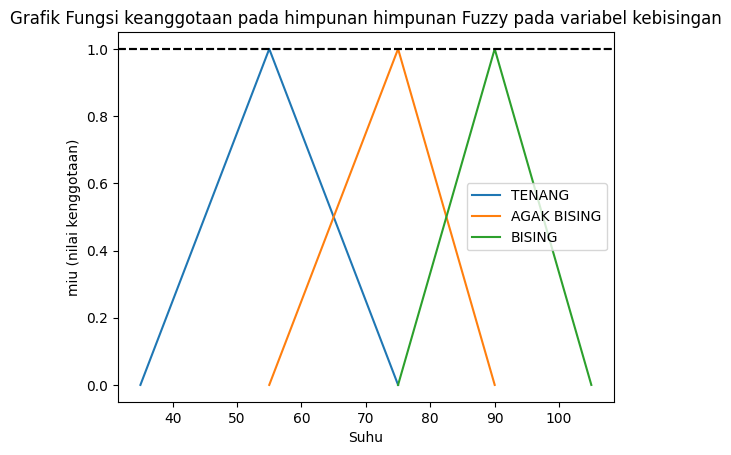 Grafik Fungsi keanggotaan pada himpunan himpunan Fuzzy pada variabel kebisingan
1.0
0.8
0.6
0.4
0.2
0.0
miu (nilai kenggotaan)
TENANG
AGAK BISING
BISING
40 50 60 70 80 90 100
Suhu